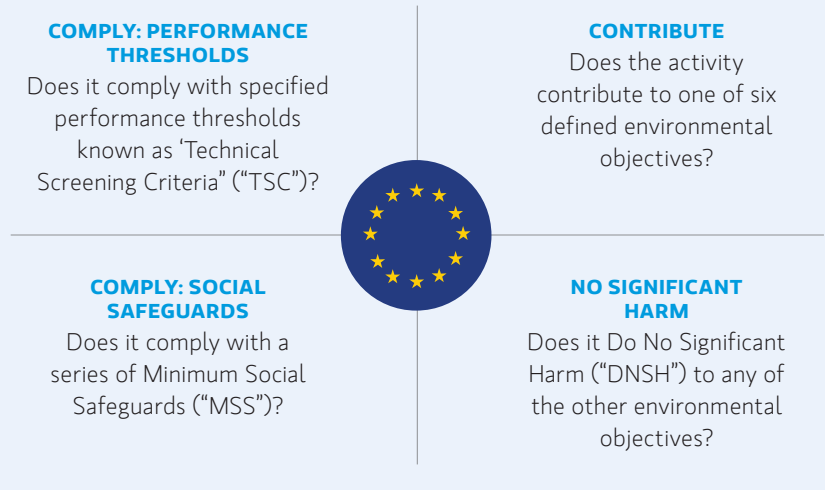 COMPLY: PERFORMANCE
THRESHOLDS
Does it comply with specified
performance thresholds
known as ‘Technical
Screening Criteria” (“TSC”)?
CONTRIBUTE
Does the activity
contribute to one of six
defined environmental
objectives?
COMPLY: SOCIAL
SAFEGUARDS
Does it comply with a
series of Minimum Social
Safeguards (“MSS”)?
NO SIGNIFICANT
HARM
Does it Do No Significant
Harm (“DNSH”) to any of
the other environmental
objectives?